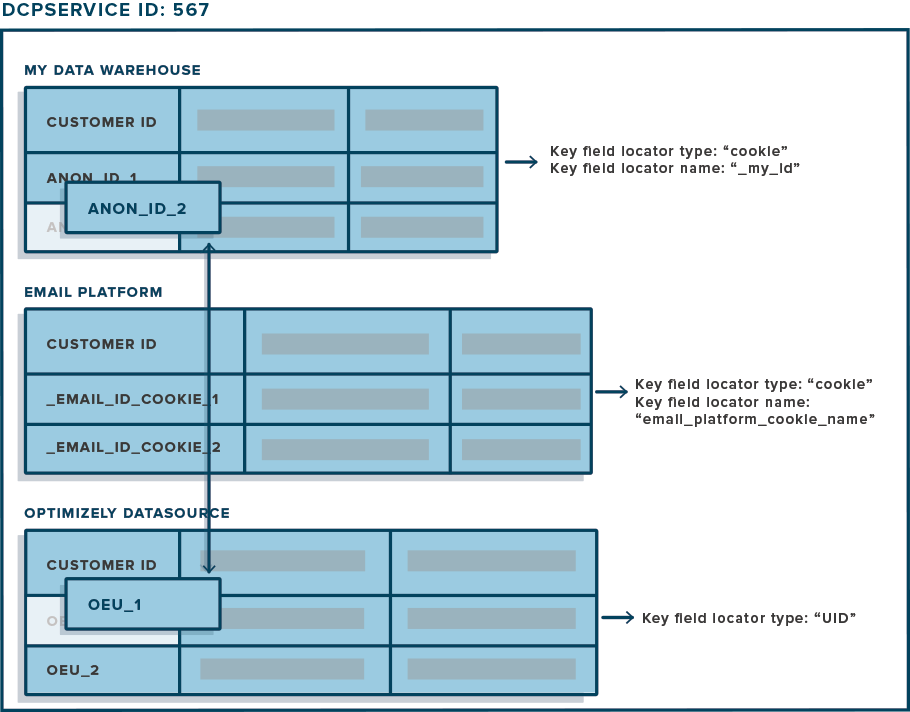 DCPSERVICE ID: 567
MY DATA WAREHOUSE
CUSTOMER ID
ANON_ID_1
ANON_ID_2
Key field locator type: “cookie”
Key field locator name: “_my_id”
EMAIL PLATFORM
CUSTOMER ID
_EMAIL_ID_COOKIE_1
_EMAIL_ID_COOKIE_2
Key field locator type: “cookie”
Key field locator name:
“email_platform_cookie_name”
OPTIMIZELY DATASOURCE
CUSTOMER ID
OEU_1
OEU_2
Key field locator type: “UID”